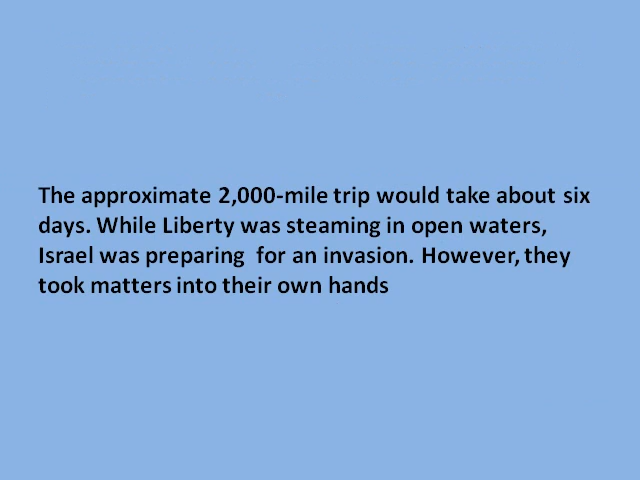 The approximate 2,000-mile trip would take about six
days. While Liberty was steaming in open waters,
Israel was preparing  for an invasion. However, they
took matters into their own hands